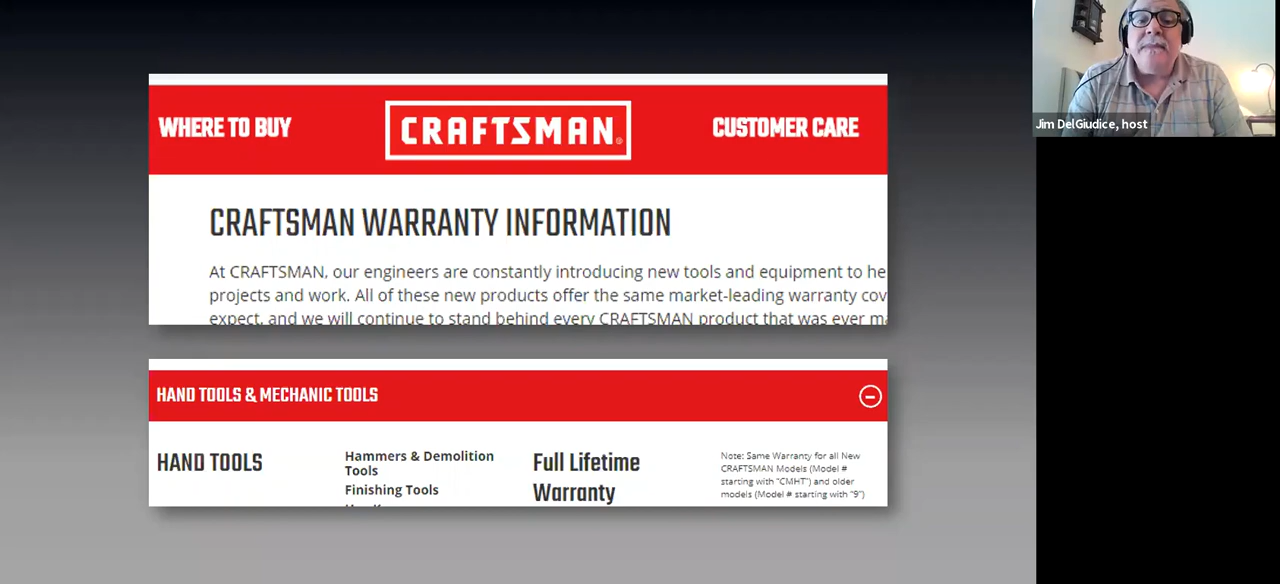 WHERE TO BUY
CRAFTSMAN®
CUSTOMER CARE
CRAFTSMAN WARRANTY INFORMATION
At CRAFTSMAN, our engineers are constantly introducing new tools and equipment to he
projects and work. All of these new products offer the same market-leading warranty cov
expect, and we will continue to stand behind every CRAFTSMAN product that was ever ma
HAND TOOLS & MECHANIC TOOLS
HAND TOOLS
Hammers & Demolition
Tools
Finishing Tools
Full Lifetime
Warranty
Note: Same Warranty for all New
CRAFTSMAN Models (Model #
starting with "CMHT") and older
models (Model # starting with "9")
Jim DelGiudice, host